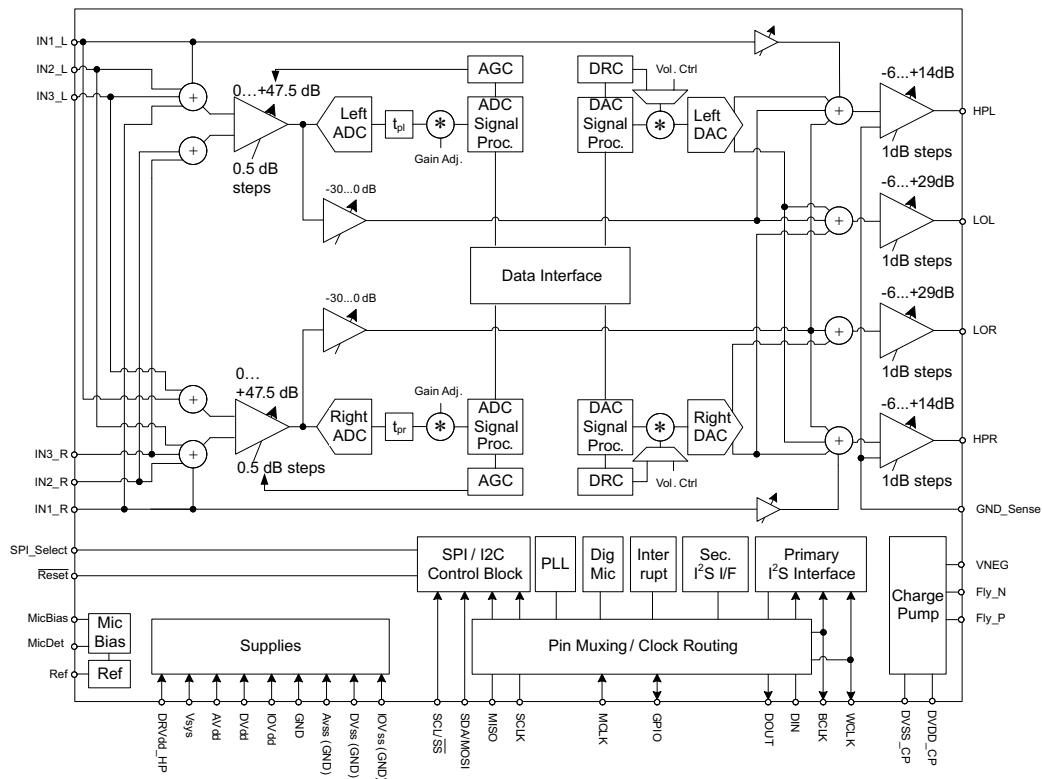 IN1_L
IN2_L
IN3_L
0…+47.5 dB
0.5 dB
steps
Left
ADC
tpl
*
Gain Adj.
AGC
ADC
Signal
Proc.
DRC
Vol. Ctrl
DAC
Signal
Proc.
*
Left
DAC
+
+
+
-6...+14dB
1dB steps
HPL
-30...0 dB
+
-6...+29dB
1dB steps
LOL
Data Interface
-30...0 dB
+
-6...+29dB
1dB steps
LOR
0…
+47.5 dB
+
+
0.5 dB steps
Right
ADC
tpr
Gain Adj.
*
ADC
Signal
Proc.
AGC
DAC
Signal
Proc.
DRC
*
Vol. Ctrl
Right
DAC
+
-6...+14dB
1dB steps
HPR
IN3_R
IN2_R
IN1_R
GND_Sense
SPI_Select
Reset
SPI / I2C
Control Block
PLL
Dig
Mic
Inter
rupt
Sec.
I2S I/F
Primary
I2S Interface
Charge
Pump
VNEG
Fly_N
Fly_P
MicBias
MicDet
Ref
Mic
Bias
Ref
Supplies
Pin Muxing / Clock Routing
DRVdd_HP
Vsys
AVdd
DVdd
IOVdd
GND
Avss (GND)
DVss (GND)
IOVss (GND)
SCL/SS
SDA/MOSI
MISO
SCLK
MCLK
GPIO
DOUT
DIN
BCLK
WCLK
DVSS_CP
DVDD_CP